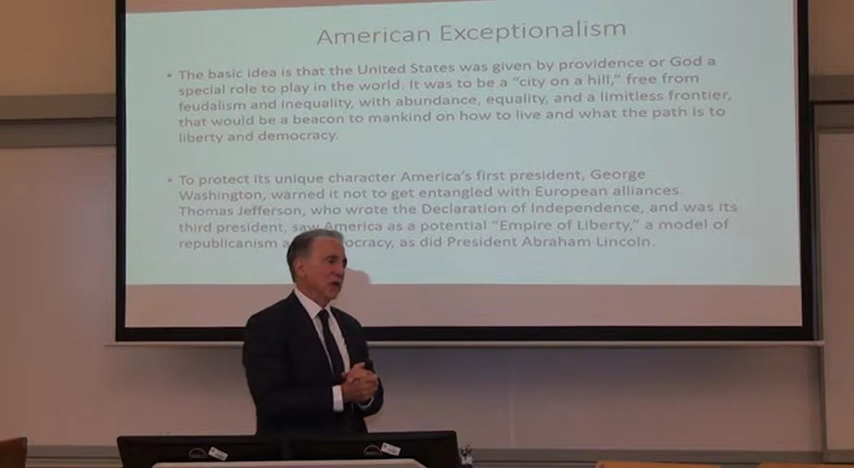 American Exceptionalism
• The basic idea is that the United States was given by providence or God a
special role to play in the world. It was to be a “city on a hill,” free from
feudalism and inequality, with abundance, equality, and a limitless frontier,
that would be a beacon to mankind on how to live and what the path is to
liberty and democracy.
• To protect its unique character America’s first president, George
Washington, warned it not to get entangled with European alliances.
Thomas Jefferson, who wrote the Declaration of Independence, and was its
third president, saw America as a potential “Empire of Liberty,” a model of
republicanism a ocracy, as did President Abraham Lincoln.
DELL
DELL